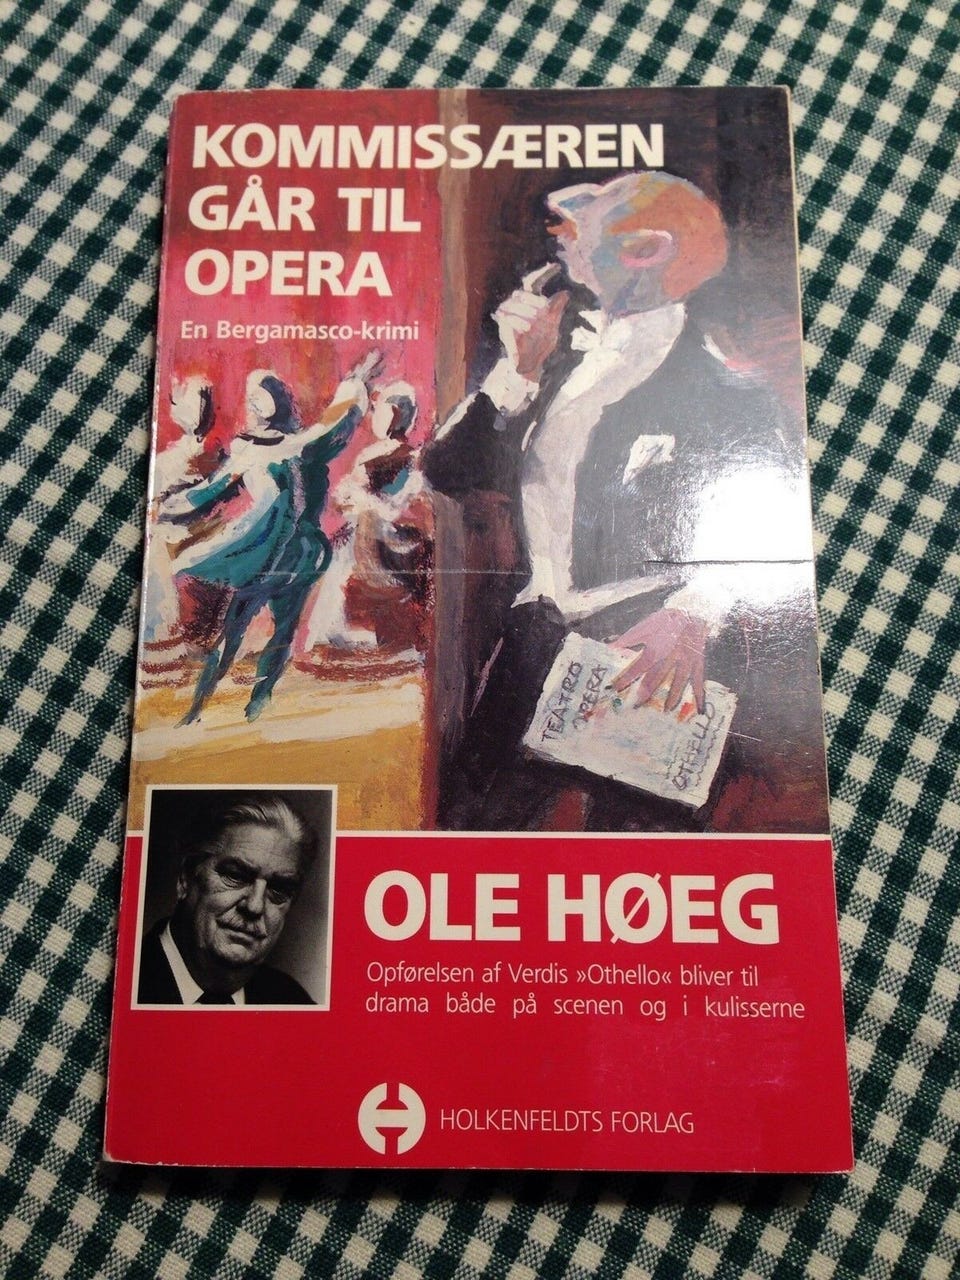 KOMMISSÆREN
GÅR TIL
OPERA
En Bergamasco-krimi
TEATRO
OPERA
OTHELLO
OLE HØEG
Opførelsen af Verdis »Othello« bliver til
drama både på scenen og i kulisserne
HOLKENFELDTS FORLAG